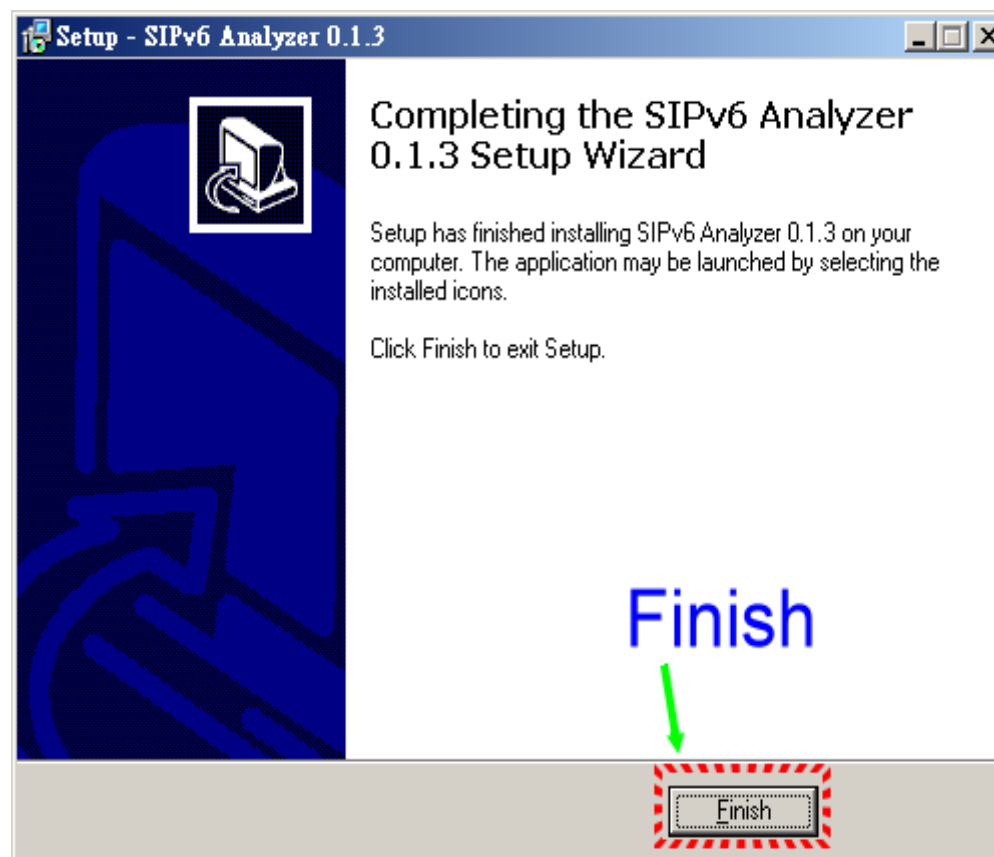 Setup - SIPv6 Analyzer 0.1.3
Completing the SIPv6 Analyzer
0.1.3 Setup Wizard
Setup has finished installing SIPv6 Analyzer 0.1.3 on your
computer. The application may be launched by selecting the
installed icons.
Click Finish to exit Setup.
Finish
Finish